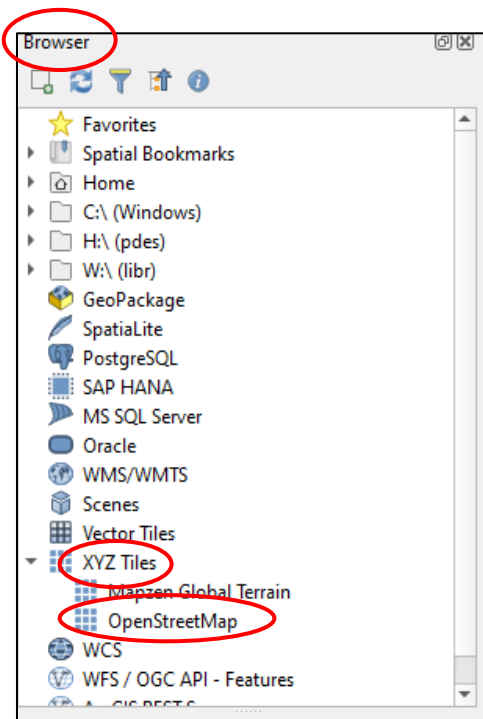 Browser
Favorites
Spatial Bookmarks
Home
C:\ (Windows)
H:\ (pdes)
W:\ (libr)
GeoPackage
SpatiaLite
PostgreSQL
SAP HANA
MS SQL Server
Oracle
WMS/WMTS
Scenes
Vector Tiles
XYZ Tiles
Mapzen Global Terrain
OpenStreetMap
WCS
WFS / OGC API - Features